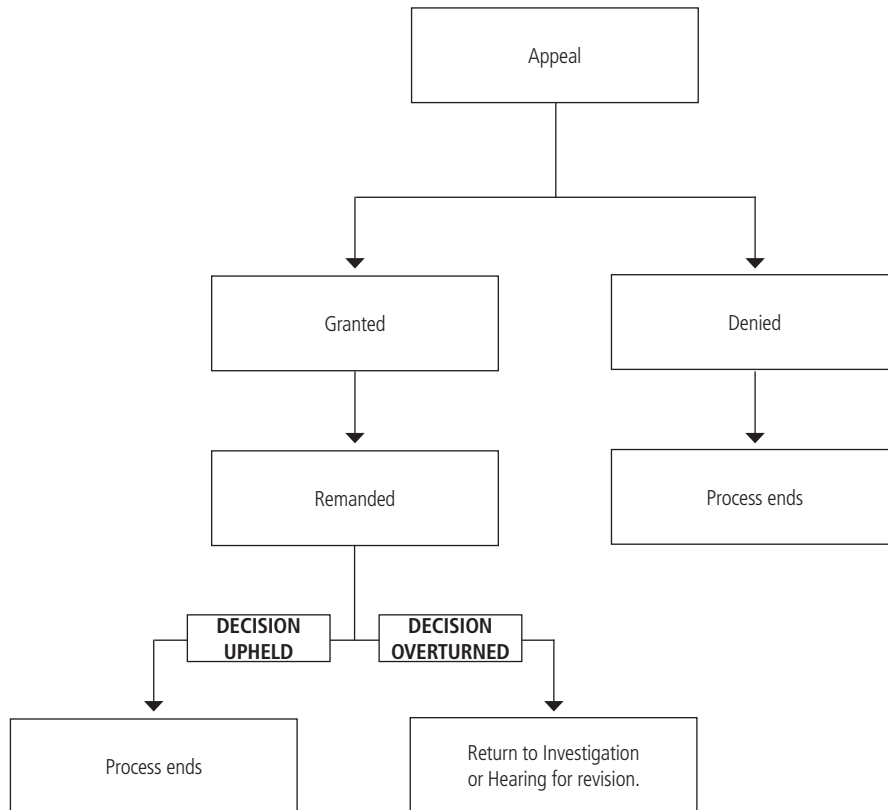 Appeal
Granted
Denied
Remanded
Process ends
DECISION
UPHELD
DECISION
OVERTURNED
Process ends
Return to Investigation
or Hearing for revision.